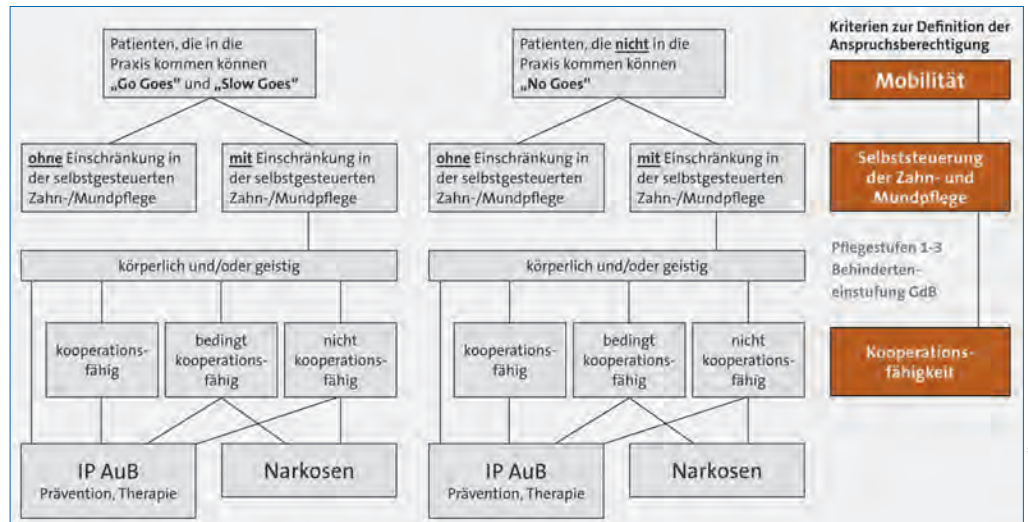 Patienten, die in die
Praxis kommen können
„Go Goes" und „Slow Goes"
Patienten, die nicht in die
Praxis kommen können
„No Goes"
Kriterien zur Definition der
Anspruchsberechtigung
Mobilität
ohne Einschränkung in
der selbstgesteuerten
Zahn-/Mundpflege
mit Einschränkung in
der selbstgesteuerten
Zahn-/Mundpflege
ohne Einschränkung in
der selbstgesteuerten
Zahn-/Mundpflege
mit Einschränkung in
der selbstgesteuerten
Zahn-/Mundpflege
Selbststeuerung
der Zahn- und
Mundpflege
körperlich und/oder geistig
körperlich und/oder geistig
Pflegestufen 1-3
Behinderten-
einstufung GdB
kooperations-
fähig
bedingt
kooperations-
fähig
nicht
kooperations-
fähig
kooperations-
fähig
bedingt
kooperations-
fähig
nicht
kooperations-
fähig
Kooperations-
fähigkeit
IP AuB
Prävention, Therapie
Narkosen
IP AuB
Prävention, Therapie
Narkosen